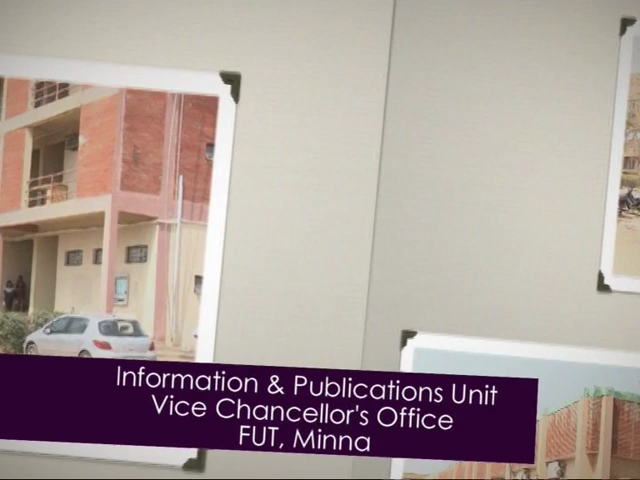 Information & Publications Unit
Vice Chancellor's Office
FUT, Minna